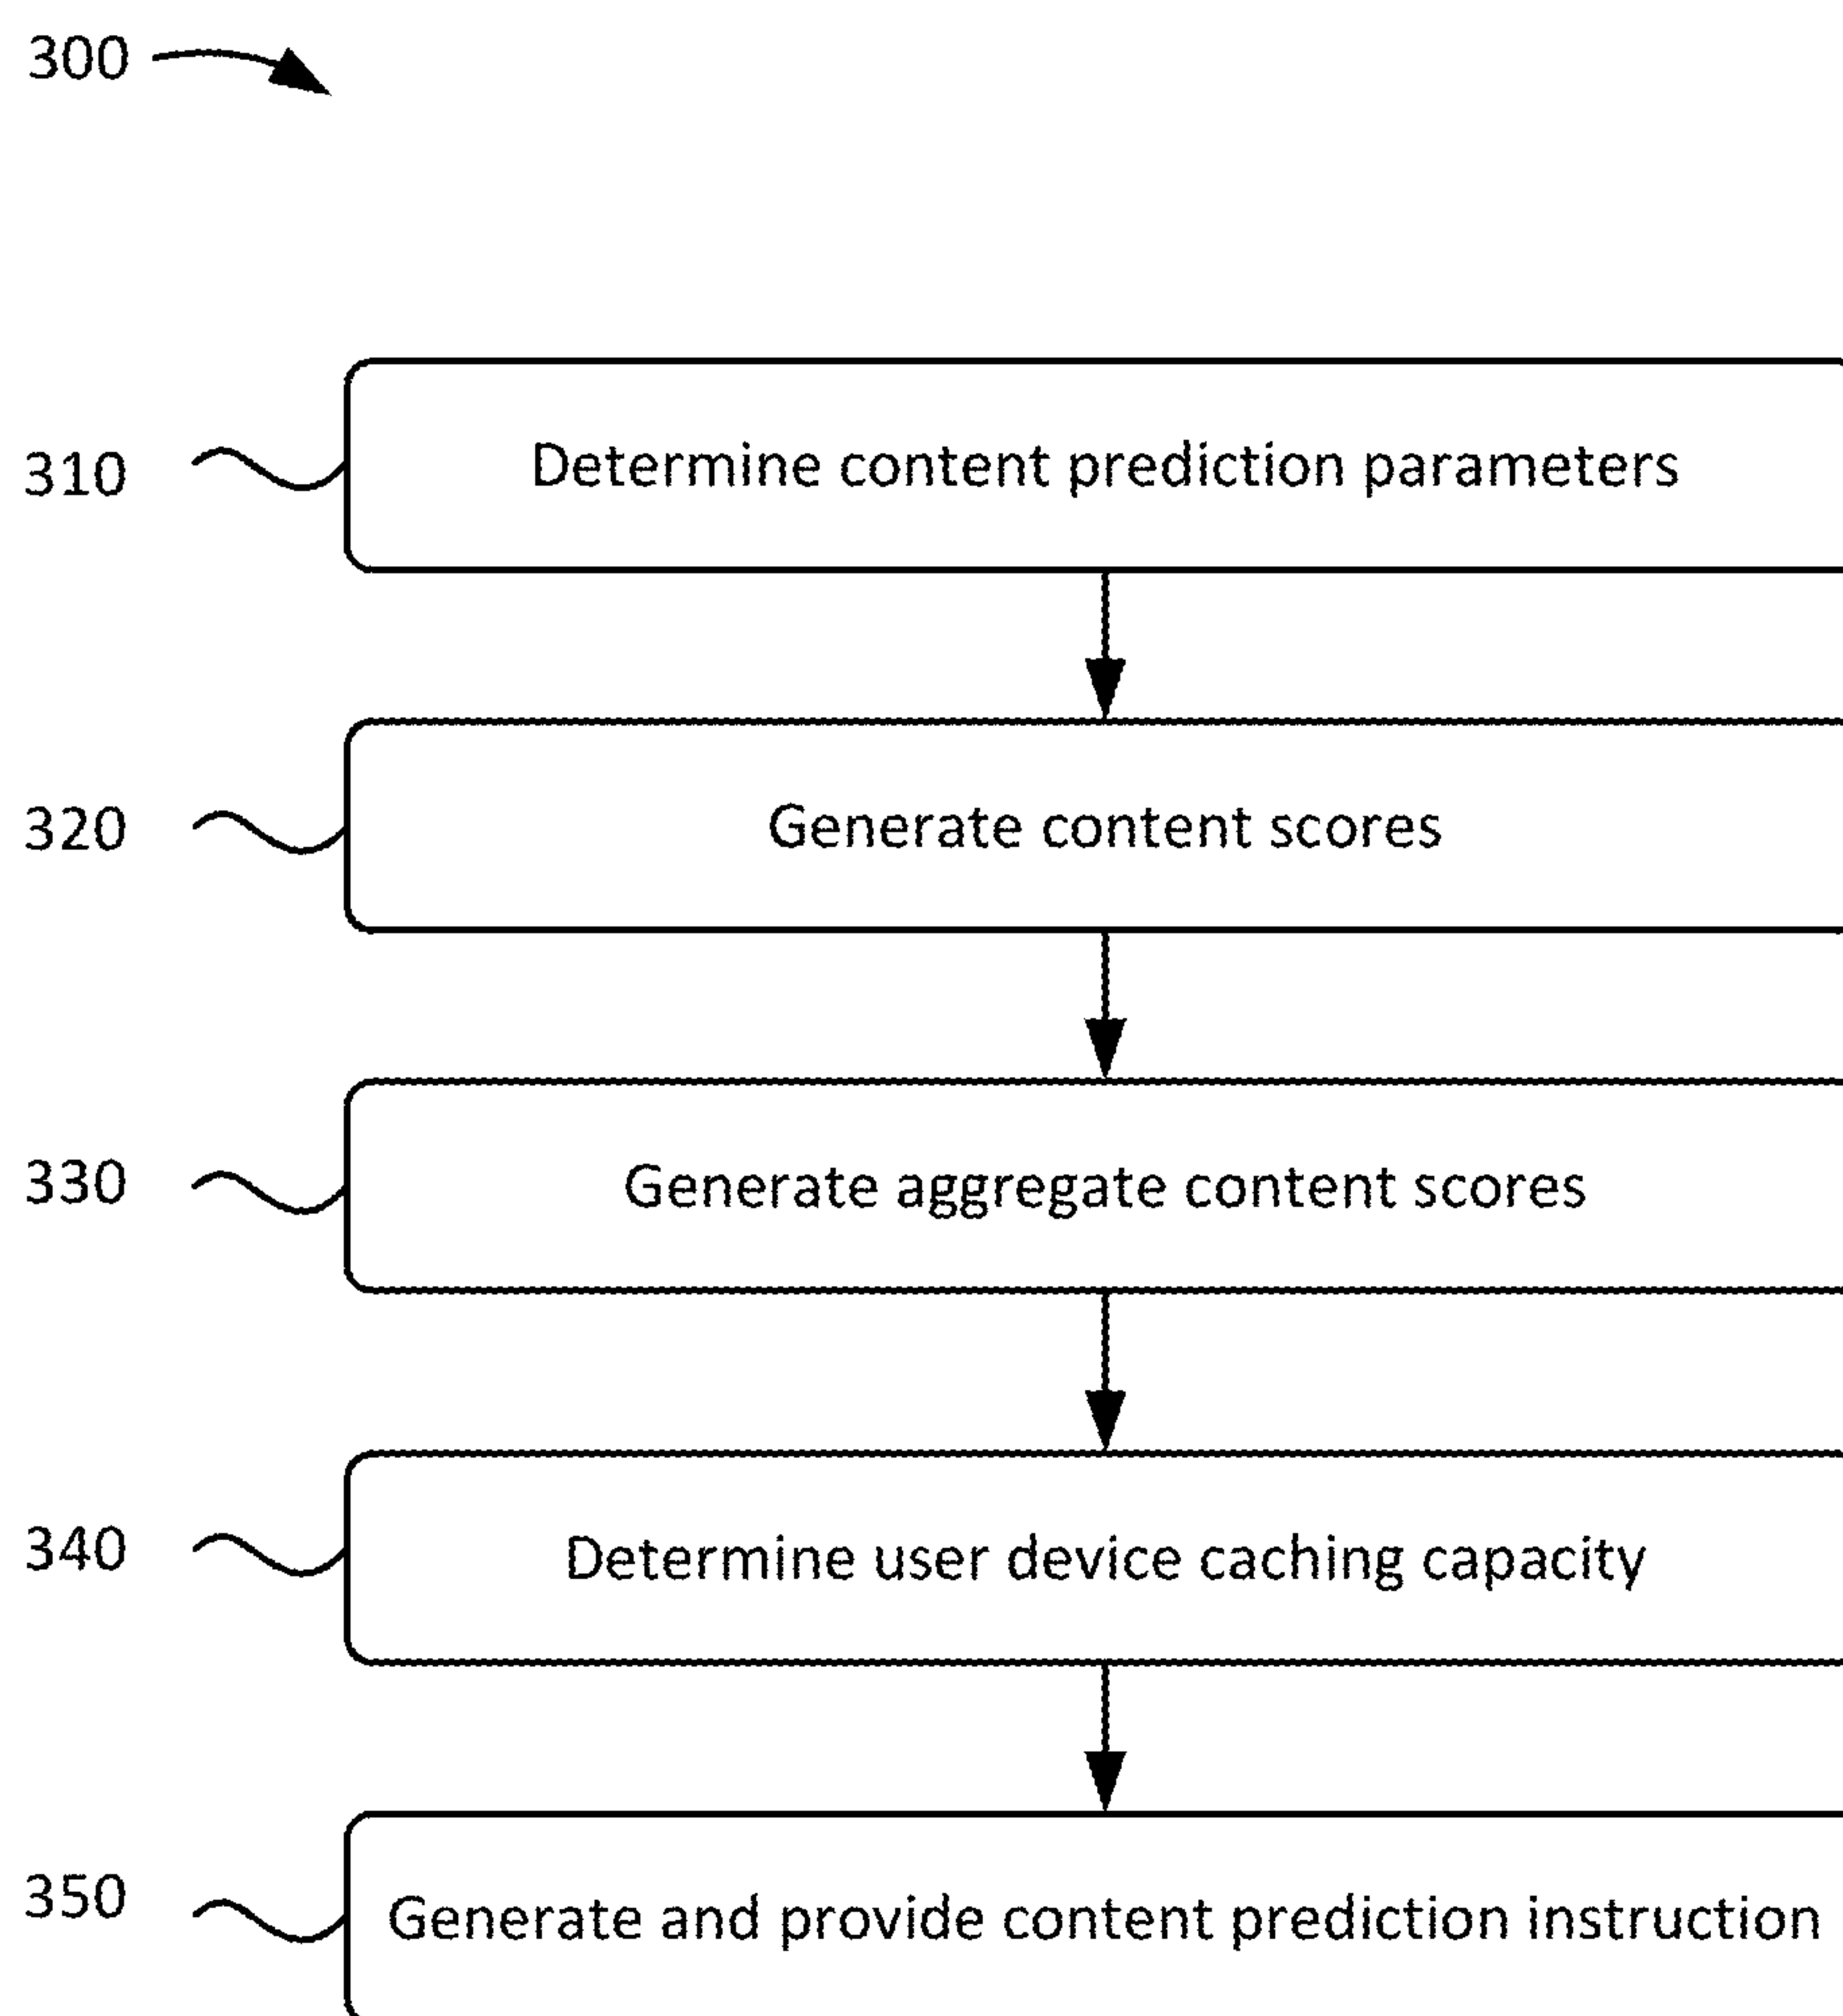 300
310 Determine content prediction parameters
320 Generate content scores
330 Generate aggregate content scores
340 Determine user device caching capacity
350 Generate and provide content prediction instruction